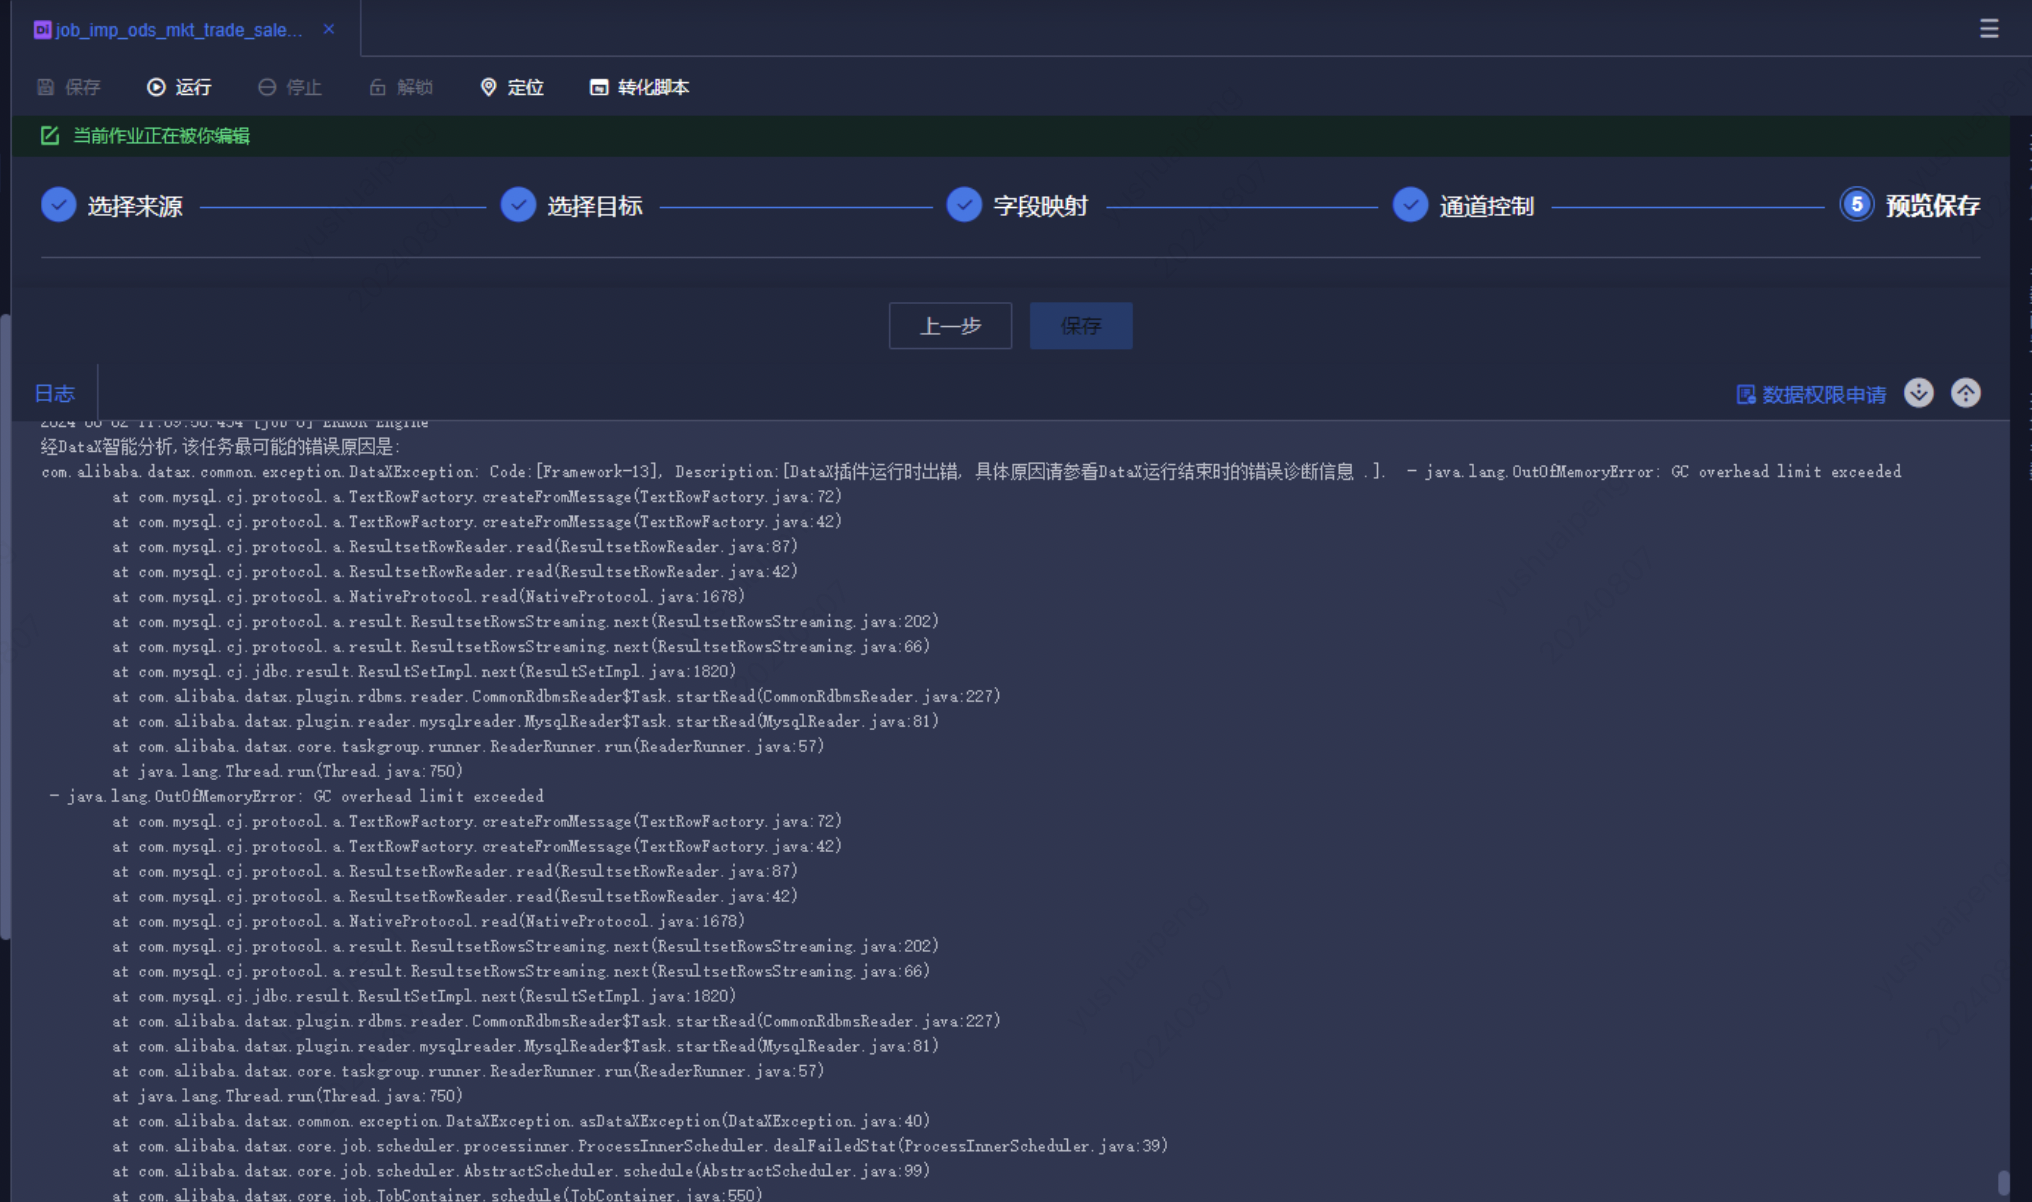 job_imp_ods_mkt_trade_sale...
保存 运行 停止 解锁 定位 转化脚本
当前作业正在被你编辑
选择来源 选择目标 字段映射 通道控制 5 预览保存
上一步 保存
日志 数据权限申请
经DataX智能分析,该任务最可能的错误原因是:
com.alibaba.datax.common.exception.DataXException: Code:[Framework-13], Description:[DataX插件运行时出错, 具体原因请参看DataX运行结束时的错误诊断信息 .]. - java.lang.OutOfMemoryError: GC overhead limit exceeded
at com.mysql.cj.protocol.a.TextRowFactory.createFromMessage(TextRowFactory.java:72)
at com.mysql.cj.protocol.a.TextRowFactory.createFromMessage(TextRowFactory.java:42)
at com.mysql.cj.protocol.a.ResultsetRowReader.read(ResultsetRowReader.java:87)
at com.mysql.cj.protocol.a.ResultsetRowReader.read(ResultsetRowReader.java:42)
at com.mysql.cj.protocol.a.NativeProtocol.read(NativeProtocol.java:1678)
at com.mysql.cj.protocol.a.result.ResultsetRowsStreaming.next(ResultsetRowsStreaming.java:202)
at com.mysql.cj.protocol.a.result.ResultsetRowsStreaming.next(ResultsetRowsStreaming.java:66)
at com.mysql.cj.jdbc.result.ResultSetImpl.next(ResultSetImpl.java:1820)
at com.alibaba.datax.plugin.rdbms.reader.CommonRdbmsReader$Task.startRead(CommonRdbmsReader.java:227)
at com.alibaba.datax.plugin.reader.mysqlreader.MysqlReader$Task.startRead(MysqlReader.java:81)
at com.alibaba.datax.core.taskgroup.runner.ReaderRunner.run(ReaderRunner.java:57)
at java.lang.Thread.run(Thread.java:750)
- java.lang.OutOfMemoryError: GC overhead limit exceeded
at com.mysql.cj.protocol.a.TextRowFactory.createFromMessage(TextRowFactory.java:72)
at com.mysql.cj.protocol.a.TextRowFactory.createFromMessage(TextRowFactory.java:42)
at com.mysql.cj.protocol.a.ResultsetRowReader.read(ResultsetRowReader.java:87)
at com.mysql.cj.protocol.a.ResultsetRowReader.read(ResultsetRowReader.java:42)
at com.mysql.cj.protocol.a.NativeProtocol.read(NativeProtocol.java:1678)
at com.mysql.cj.protocol.a.result.ResultsetRowsStreaming.next(ResultsetRowsStreaming.java:202)
at com.mysql.cj.protocol.a.result.ResultsetRowsStreaming.next(ResultsetRowsStreaming.java:66)
at com.mysql.cj.jdbc.result.ResultSetImpl.next(ResultSetImpl.java:1820)
at com.alibaba.datax.plugin.rdbms.reader.CommonRdbmsReader$Task.startRead(CommonRdbmsReader.java:227)
at com.alibaba.datax.plugin.reader.mysqlreader.MysqlReader$Task.startRead(MysqlReader.java:81)
at com.alibaba.datax.core.taskgroup.runner.ReaderRunner.run(ReaderRunner.java:57)
at java.lang.Thread.run(Thread.java:750)
at com.alibaba.datax.common.exception.DataXException.asDataXException(DataXException.java:40)
at com.alibaba.datax.core.job.scheduler.processinner.ProcessInnerScheduler.dealFailedStat(ProcessInnerScheduler.java:39)
at com.alibaba.datax.core.job.scheduler.AbstractScheduler.schedule(AbstractScheduler.java:99)
at com.alibaba.datax.core.job.JobContainer.schedule(JobContainer.java:550)